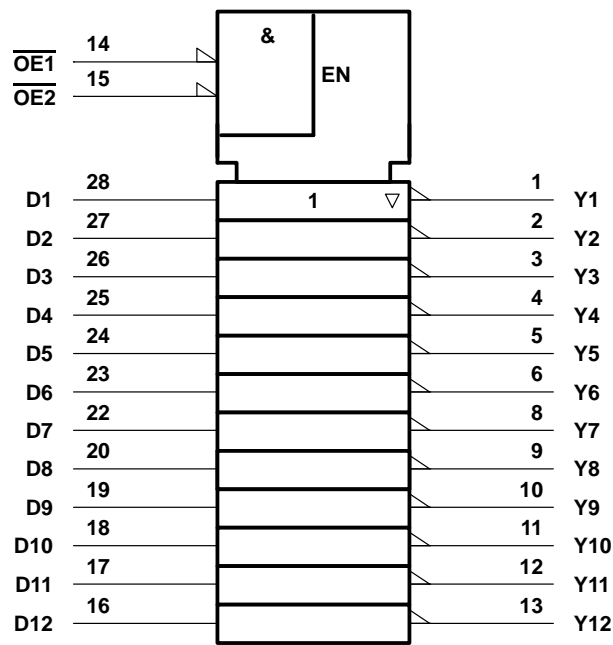 &
14
OE1
EN
15
OE2
28 1
D1 1 Y1
27 2
D2 Y2
26 3
D3 Y3
25 4
D4 Y4
24 5
D5 Y5
23 6
D6 Y6
22 8
D7 Y7
20 9
D8 Y8
19 10
D9 Y9
18 11
D10 Y10
17 12
D11 Y11
16 13
D12 Y12